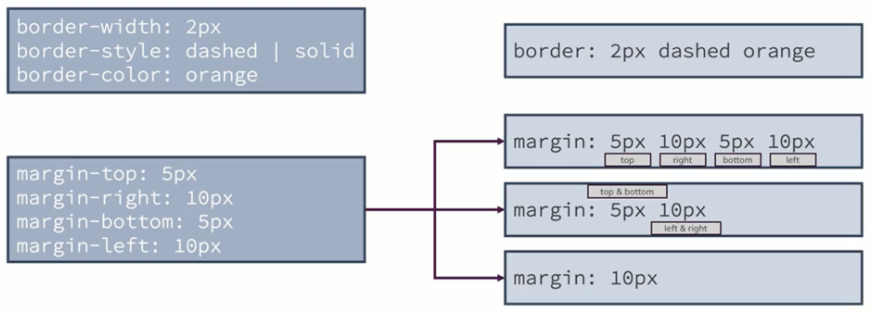 border-width: 2px
border-style: dashed | solid
border-color: orange
border: 2px dashed orange
margin-top: 5px
margin-right: 10px
margin-bottom: 5px
margin-left: 10px
margin: 5px 10px 5px 10px
top right bottom left
top & bottom
margin: 5px 10px
left & right
margin: 10px